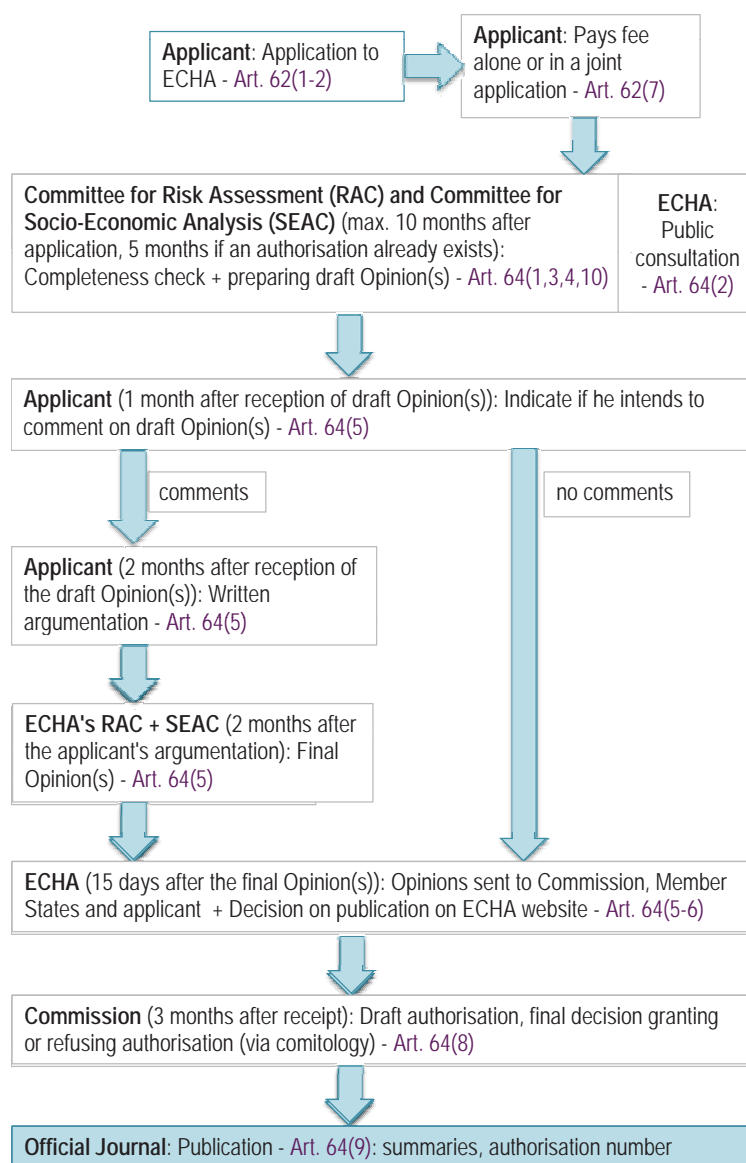 Applicant: Application to
ECHA - Art. 62(1-2)
Applicant: Pays fee
alone or in a joint
application - Art. 62(7)
Committee for Risk Assessment (RAC) and Committee for
Socio-Economic Analysis (SEAC) (max. 10 months after
application, 5 months if an authorisation already exists):
Completeness check + preparing draft Opinion(s) - Art. 64(1,3,4,10)
ECHA:
Public
consultation
- Art. 64(2)
Applicant (1 month after reception of draft Opinion(s)): Indicate if he intends to
comment on draft Opinion(s) - Art. 64(5)
comments
no comments
Applicant (2 months after reception of
the draft Opinion(s)): Written
argumentation - Art. 64(5)
ECHA's RAC + SEAC (2 months after
the applicant's argumentation): Final
Opinion(s) - Art. 64(5)
ECHA (15 days after the final Opinion(s)): Opinions sent to Commission, Member
States and applicant + Decision on publication on ECHA website - Art. 64(5-6)
Commission (3 months after receipt): Draft authorisation, final decision granting
or refusing authorisation (via comitology) - Art. 64(8)
Official Journal: Publication - Art. 64(9): summaries, authorisation number